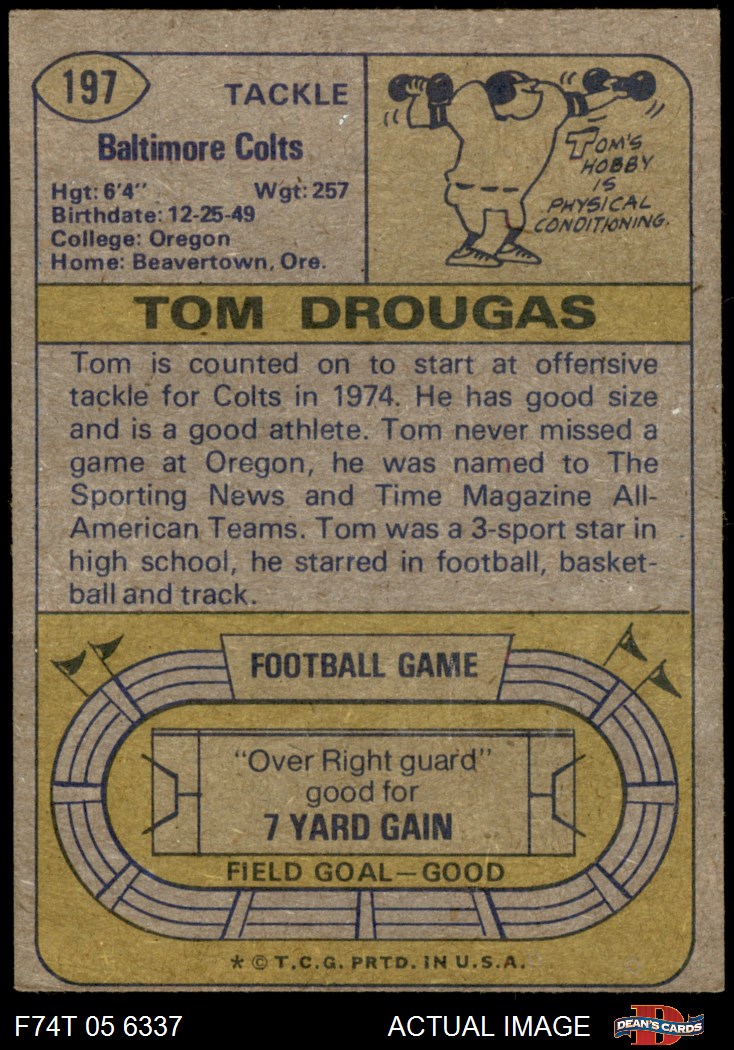 197
TACKLE
Baltimore Colts
Hgt: 6'4" Wgt: 257
Birthdate: 12-25-49
College: Oregon
Home: Beavertown, Ore.
TOM'S
HOBBY
IS
PHYSICAL
CONDITIONING.
TOM DROUGAS
Tom is counted on to start at offensive
tackle for Colts in 1974. He has good size
and is a good athlete. Tom never missed a
game at Oregon, he was named to The
Sporting News and Time Magazine All-
American Teams. Tom was a 3-sport star in
high school, he starred in football, basket-
ball and track.
FOOTBALL GAME
"Over Right guard"
good for
7 YARD GAIN
FIELD GOAL—GOOD
* © T.C.G. PRTD. IN U.S.A.
F74T 05 6337 ACTUAL IMAGE
D
DEAN'S CARDS